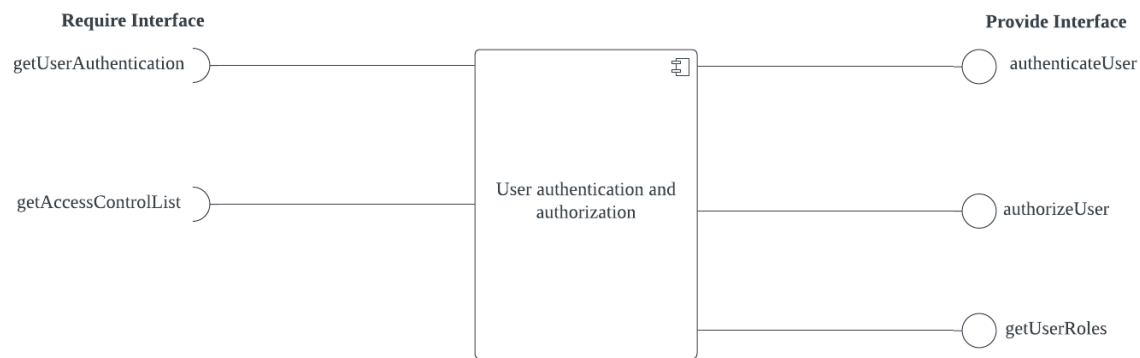 Require Interface
Provide Interface
getUserAuthentication
authenticateUser
User authentication and
authorization
getAccessControlList
authorizeUser
getUserRoles